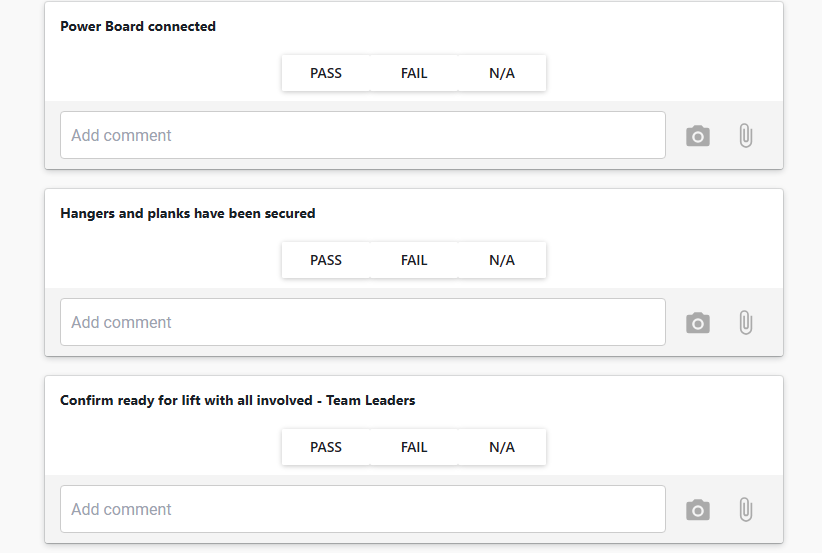 Power Board connected
PASS FAIL N/A
Add comment
Hangers and planks have been secured
PASS FAIL N/A
Add comment
Confirm ready for lift with all involved - Team Leaders
PASS FAIL N/A
Add comment